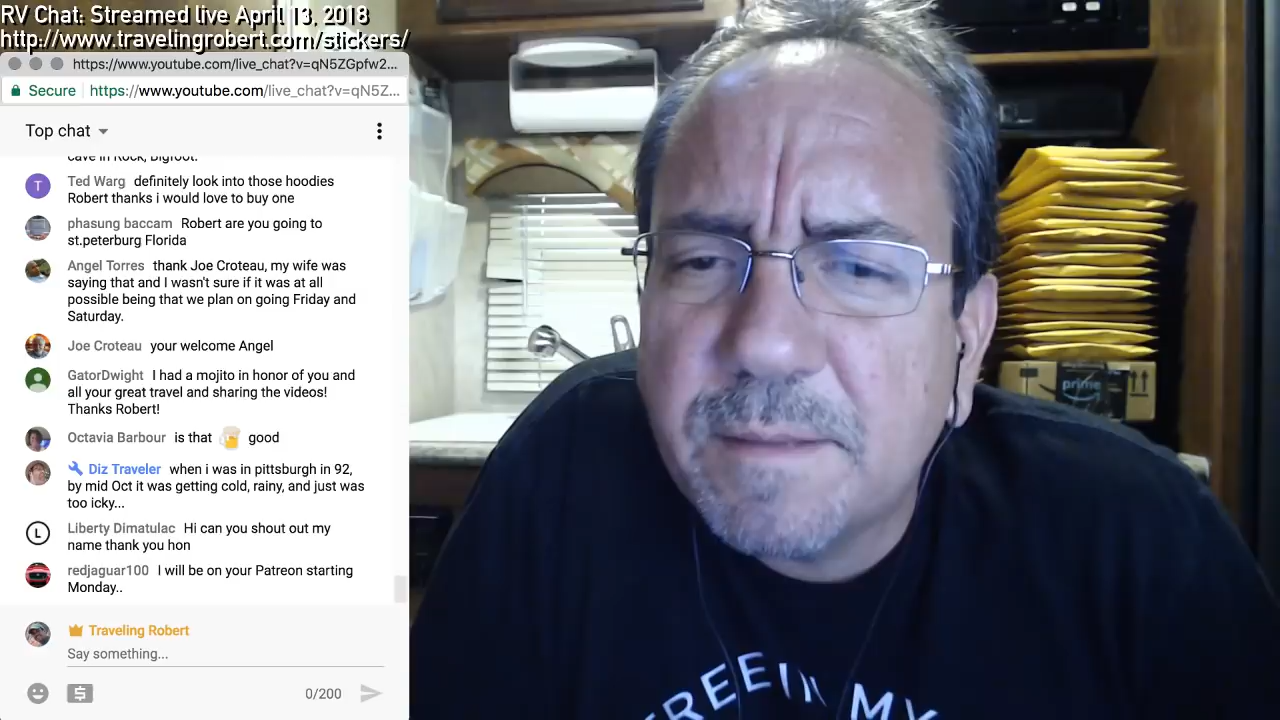 RV Chat: Streamed live April 13, 2018
http://www.travelingrobert.com/stickers/
https://www.youtube.com/live_chat?v=qN5ZGpfw2...
Secure https://www.youtube.com/live_chat?v=qN5Z...
Top chat
cave in Rock, Bigfoot.
T Ted Warg definitely look into those hoodies
Robert thanks i would love to buy one
phasung baccam Robert are you going to
st.peterburg Florida
Angel Torres thank Joe Croteau, my wife was
saying that and I wasn't sure if it was at all
possible being that we plan on going Friday and
Saturday.
Joe Croteau your welcome Angel
GatorDwight I had a mojito in honor of you and
all your great travel and sharing the videos!
Thanks Robert!
Octavia Barbour is that 🍺 good
Diz Traveler when i was in pittsburgh in 92,
by mid Oct it was getting cold, rainy, and just was
too icky...
L Liberty Dimatulac Hi can you shout out my
name thank you hon
redjaguar100 I will be on your Patreon starting
Monday..
Traveling Robert
Say something...
0/200
prime
MY